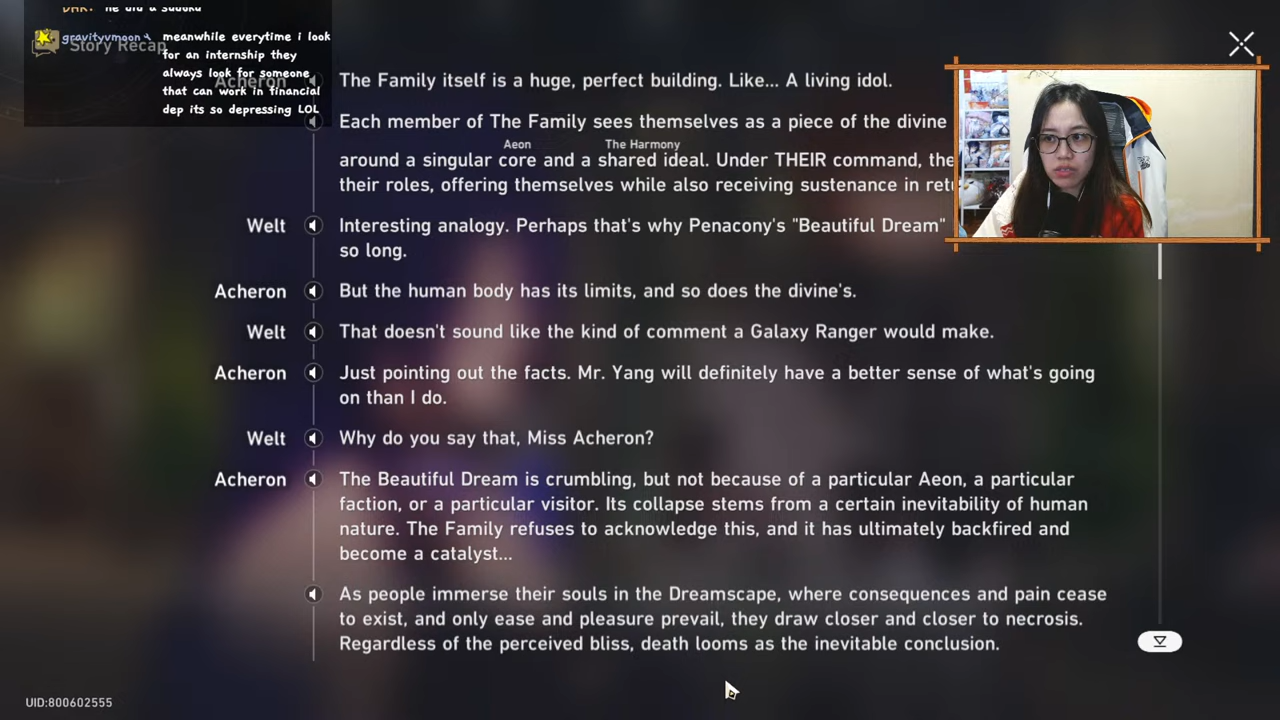 he did a sudoku
gravityvmoon meanwhile everytime i look
for an internship they
always look for someone
that can work in financial
dep its so depressing LOL
Story Recap
Acheron The Family itself is a huge, perfect building. Like... A living idol.
Each member of The Family sees themselves as a piece of the divine
Aeon The Harmony
around a singular core and a shared ideal. Under THEIR command,
their roles, offering themselves while also receiving sustenance in
Welt Interesting analogy. Perhaps that's why Penacony's "Beautiful Dream"
so long.
Acheron But the human body has its limits, and so does the divine's.
Welt That doesn't sound like the kind of comment a Galaxy Ranger would make.
Acheron Just pointing out the facts. Mr. Yang will definitely have a better sense of what's going
on than I do.
Welt Why do you say that, Miss Acheron?
Acheron The Beautiful Dream is crumbling, but not because of a particular Aeon, a particular
faction, or a particular visitor. Its collapse stems from a certain inevitability of human
nature. The Family refuses to acknowledge this, and it has ultimately backfired and
become a catalyst...
As people immerse their souls in the Dreamscape, where consequences and pain cease
to exist, and only ease and pleasure prevail, they draw closer and closer to necrosis.
Regardless of the perceived bliss, death looms as the inevitable conclusion.
UID:800602555